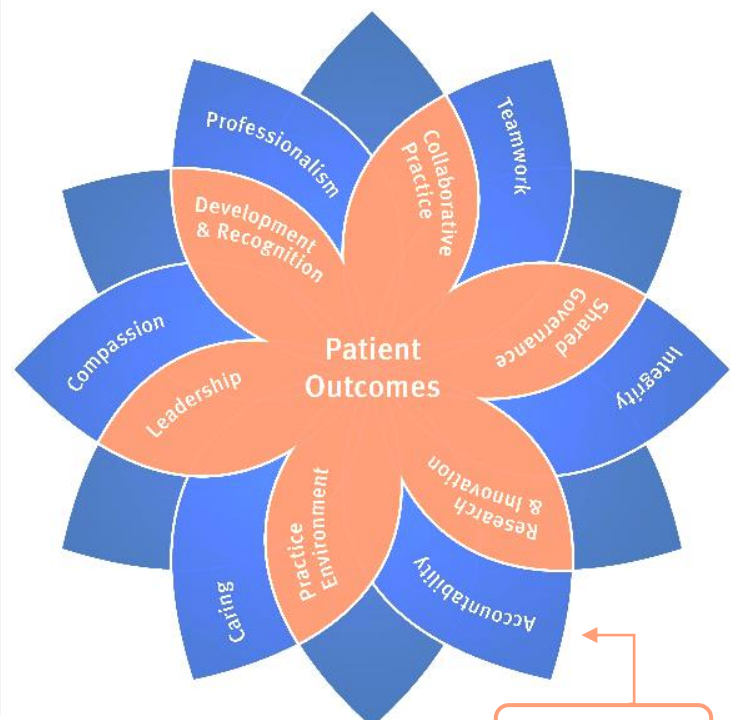 Patient
Outcomes
Collaborative
Practice
Shared
Governance
Research
& Innovation
Practice
Environment
Leadership
Development
& Recognition
Teamwork
Integrity
Accountability
Caring
Compassion
Professionalism